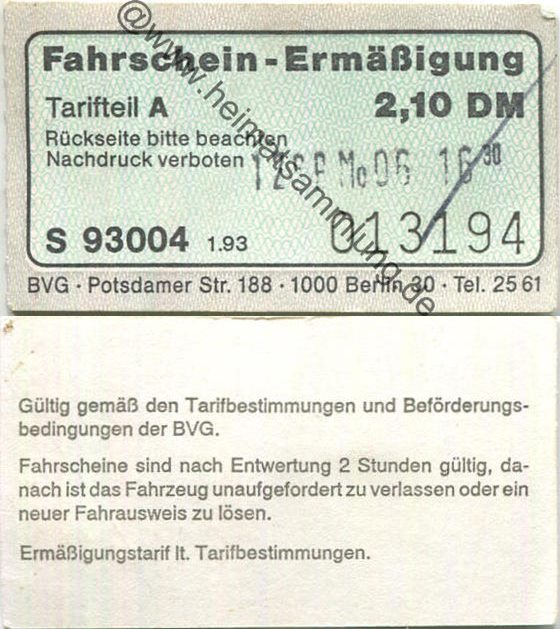 Fahrschein-Ermäßigung
Tarifteil A 2,10 DM
Rückseite bitte beachten
Nachdruck verboten
Mo 06 16 30
S 93004 1.93 013194
BVG · Potsdamer Str. 188 · 1000 Berlin 30 · Tel. 25 61
@www.heimatsammlung.de
Gültig gemäß den Tarifbestimmungen und Beförderungs-
bedingungen der BVG.
Fahrscheine sind nach Entwertung 2 Stunden gültig, da-
nach ist das Fahrzeug unaufgefordert zu verlassen oder ein
neuer Fahrausweis zu lösen.
Ermäßigungstarif lt. Tarifbestimmungen.